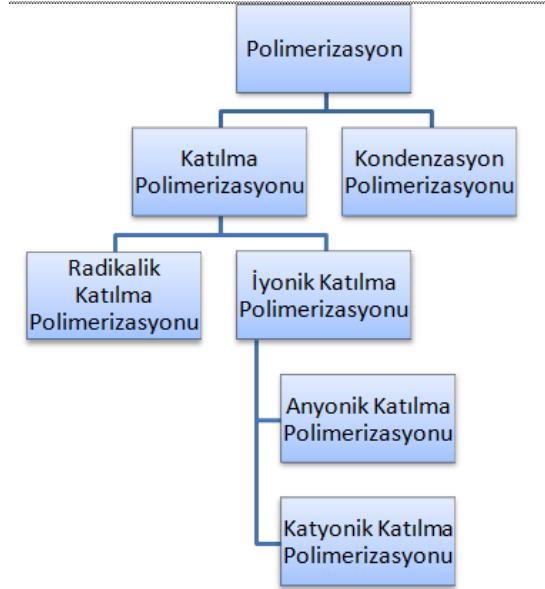 Polimerizasyon
Katılma
Polimerizasyonu
Kondenzasyon
Polimerizasyonu
Radikalik
Katılma
Polimerizasyonu
İyonik Katılma
Polimerizasyonu
Anyonik Katılma
Polimerizasyonu
Katyonik Katılma
Polimerizasyonu